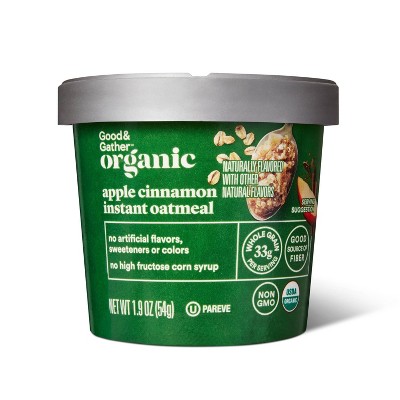 Good&
Gather™
organic
apple cinnamon
instant oatmeal
NATURALLY FLAVORED
WITH OTHER
NATURAL FLAVORS
SERVING
no artificial flavors,
sweeteners or colors
no high fructose corn syrup
WHOLE GRAIN
33g
PER SERVING
GOOD
SOURCE OF
FIBER
NET WT 1.9 OZ (54g)
U PAREVE
NON
GMO
USDA
ORGANIC